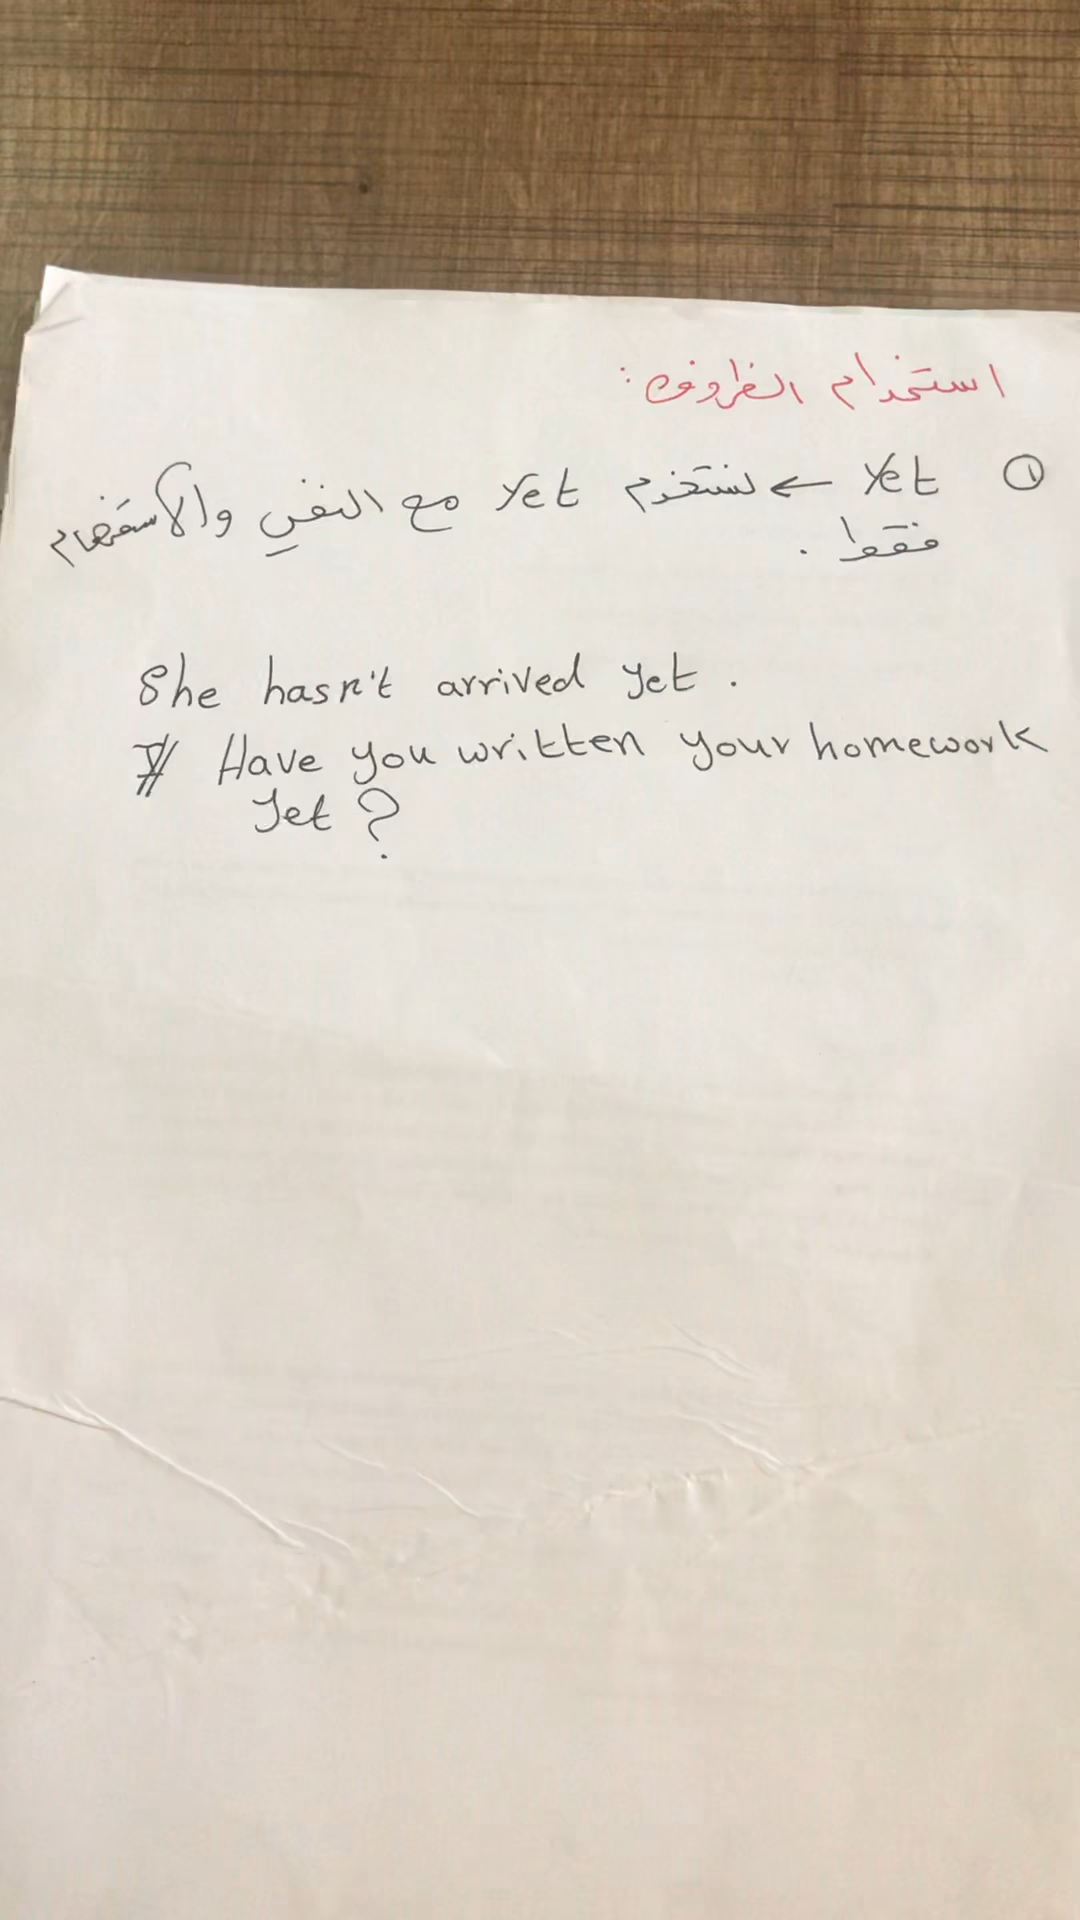 استخدام الظروف:
① Yet ← نستخدم Yet مع النفي والاستفهام
فقط .
She hasn't arrived yet .
Have you written your homework
Yet ?